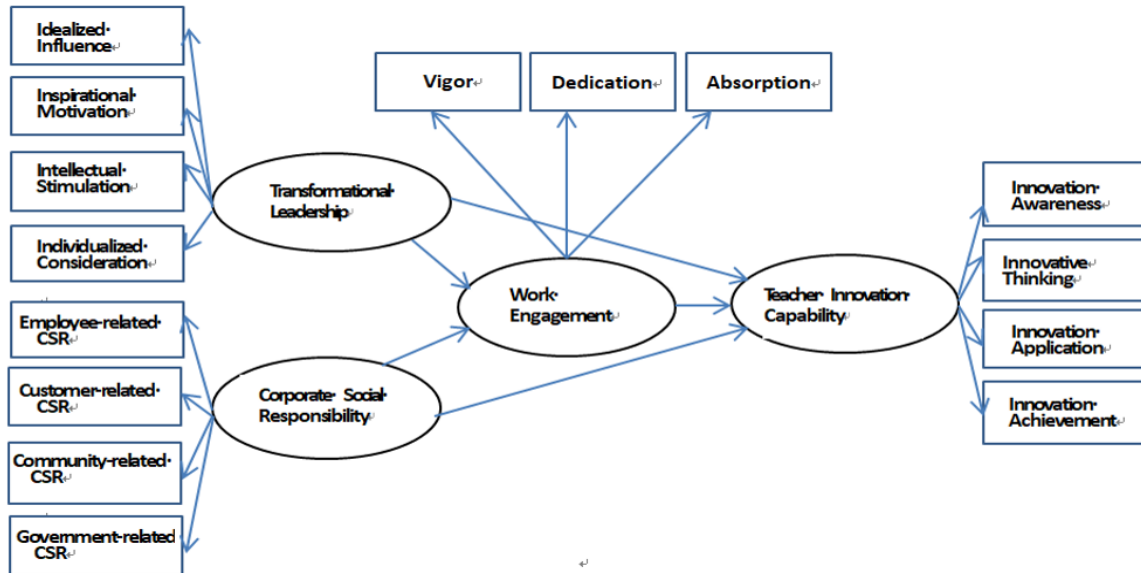 Idealized
Influence
Inspirational
Motivation
Intellectual
Stimulation
Individualized
Consideration
Employee-related
CSR
Customer-related
CSR
Community-related
CSR
Government-related
CSR
Transformational
Leadership
Corporate Social
Responsibility
Vigor
Dedication
Absorption
Work
Engagement
Teacher Innovation
Capability
Innovation
Awareness
Innovative
Thinking
Innovation
Application
Innovation
Achievement